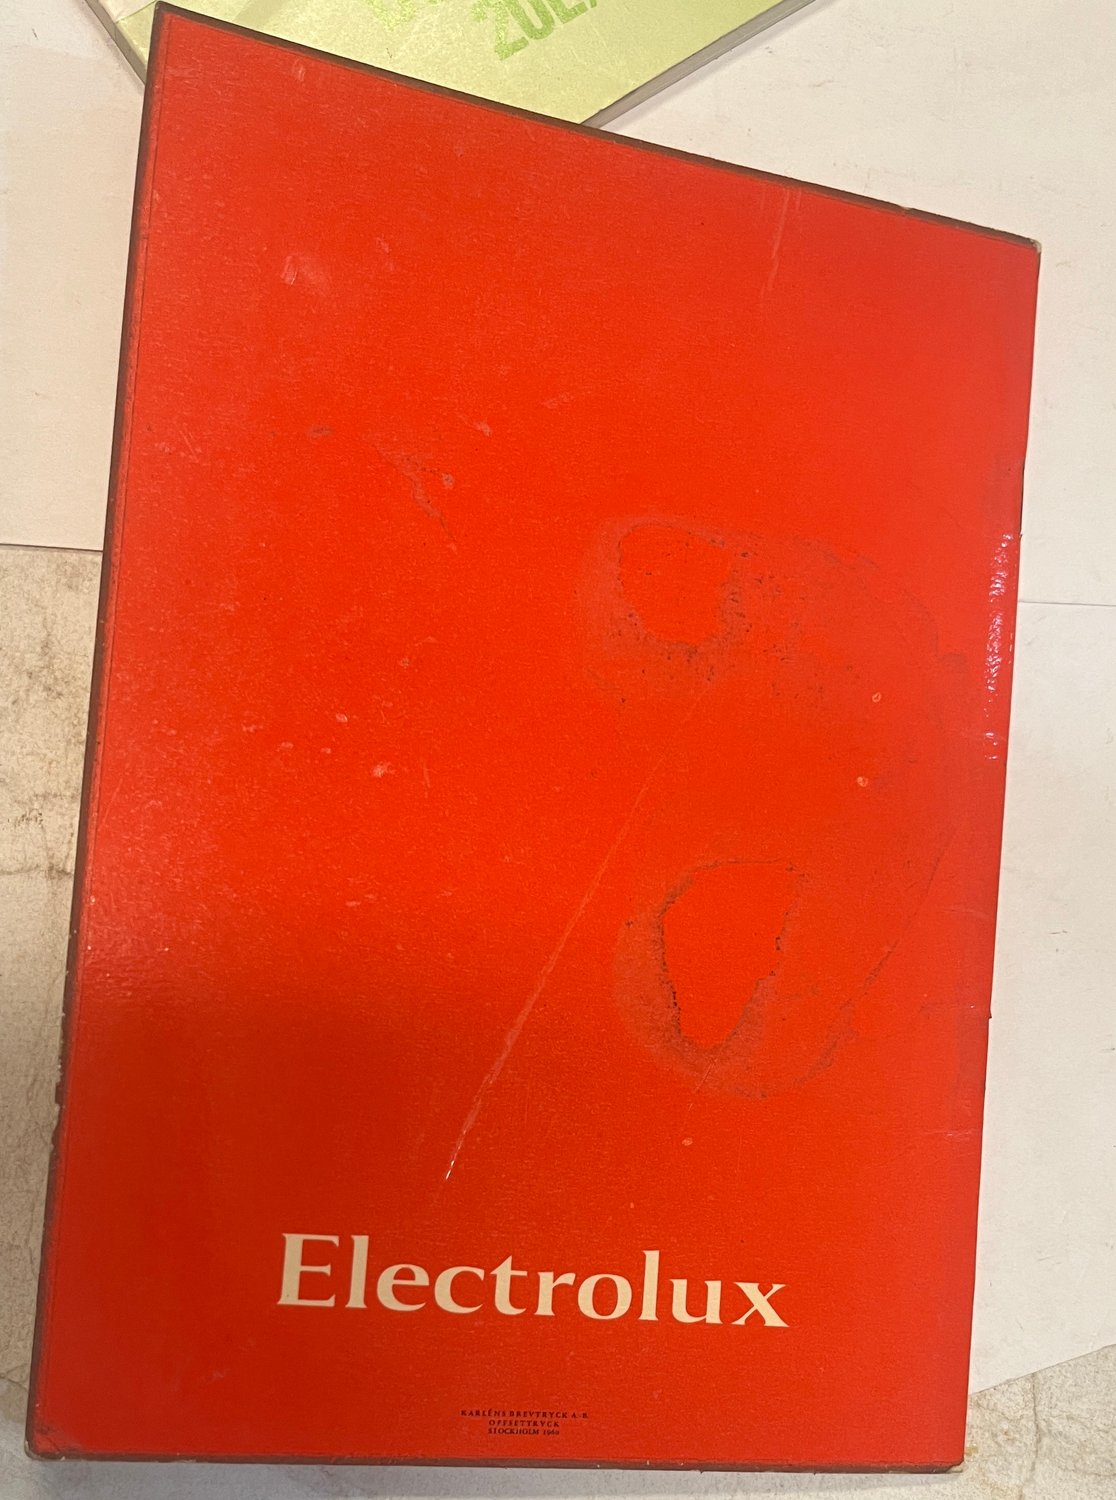 Electrolux
KARLÉNS BREVTRYCK A.-B.
OFFSETTRYCK
STOCKHOLM 1960